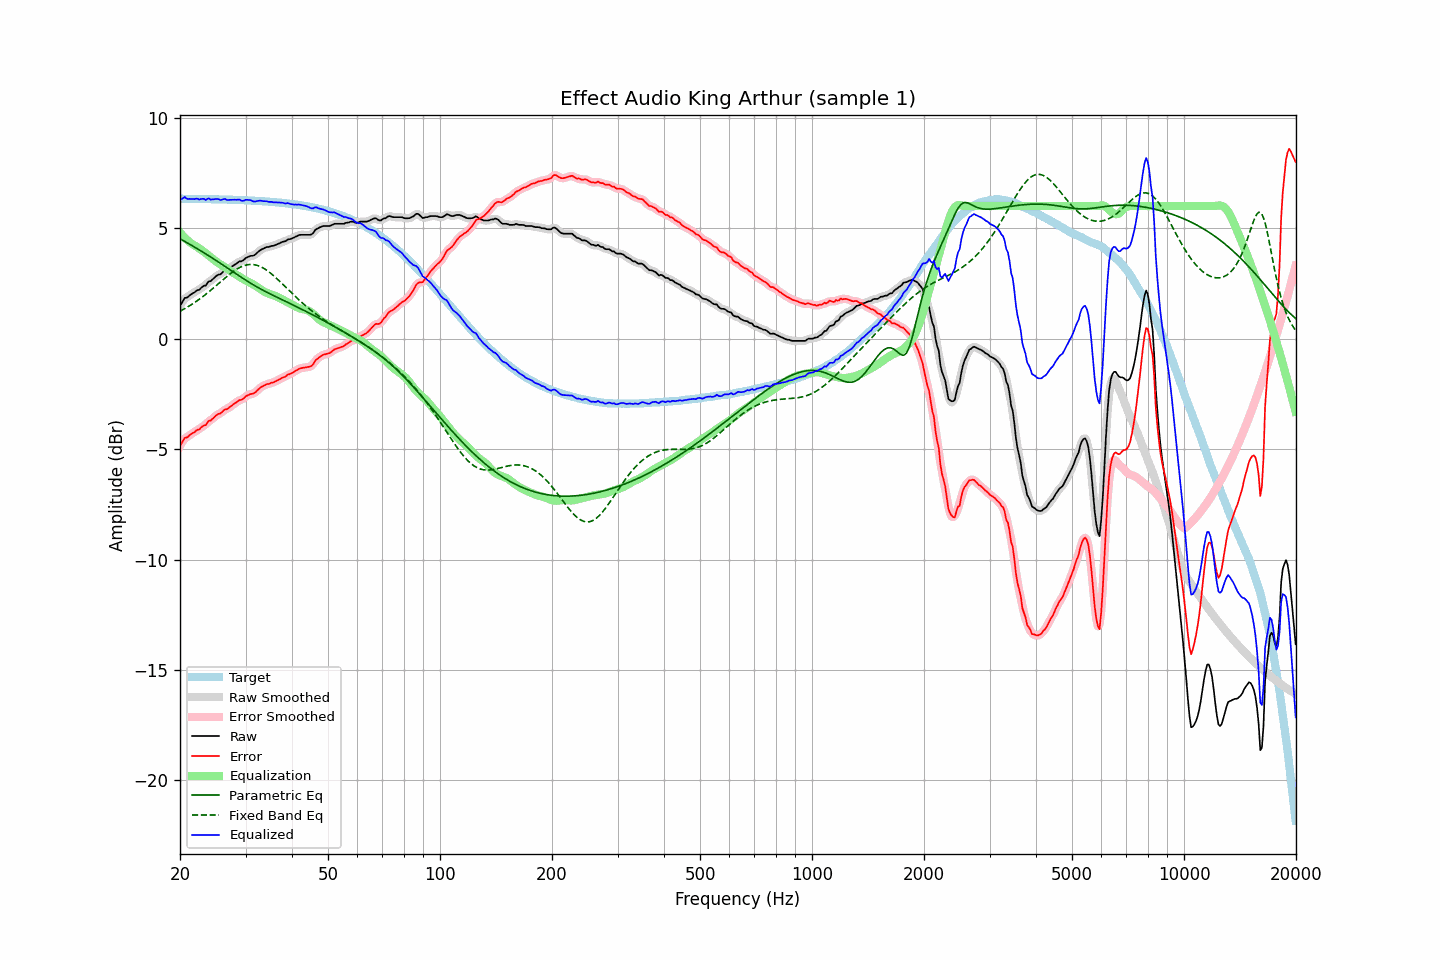 Effect Audio King Arthur (sample 1)
10
5
0
−5
−10
−15
−20
Amplitude (dBr)
Target
Raw Smoothed
Error Smoothed
Raw
Error
Equalization
Parametric Eq
Fixed Band Eq
Equalized
20 50 100 200 500 1000 2000 5000 10000 20000
Frequency (Hz)